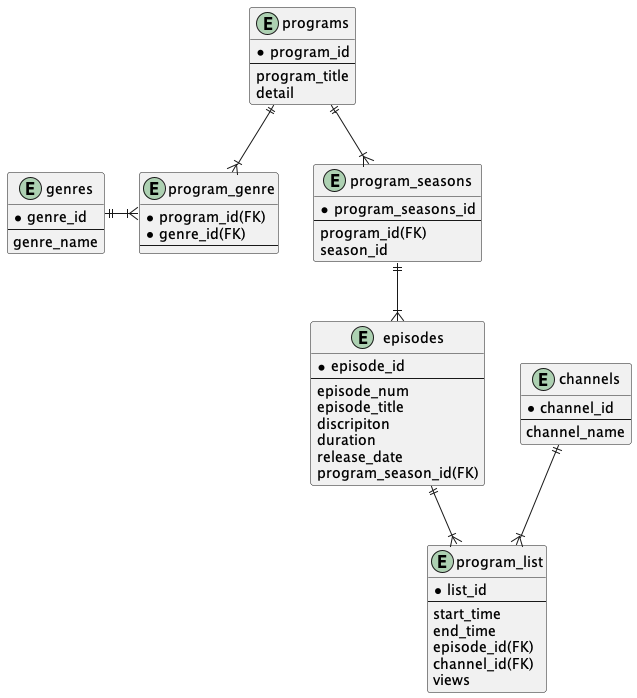 E programs
* program_id
program_title
detail
E genres
* genre_id
genre_name
E program_genre
* program_id(FK)
* genre_id(FK)
E program_seasons
* program_seasons_id
program_id(FK)
season_id
E episodes
* episode_id
episode_num
episode_title
discripiton
duration
release_date
program_season_id(FK)
E channels
* channel_id
channel_name
E program_list
* list_id
start_time
end_time
episode_id(FK)
channel_id(FK)
views